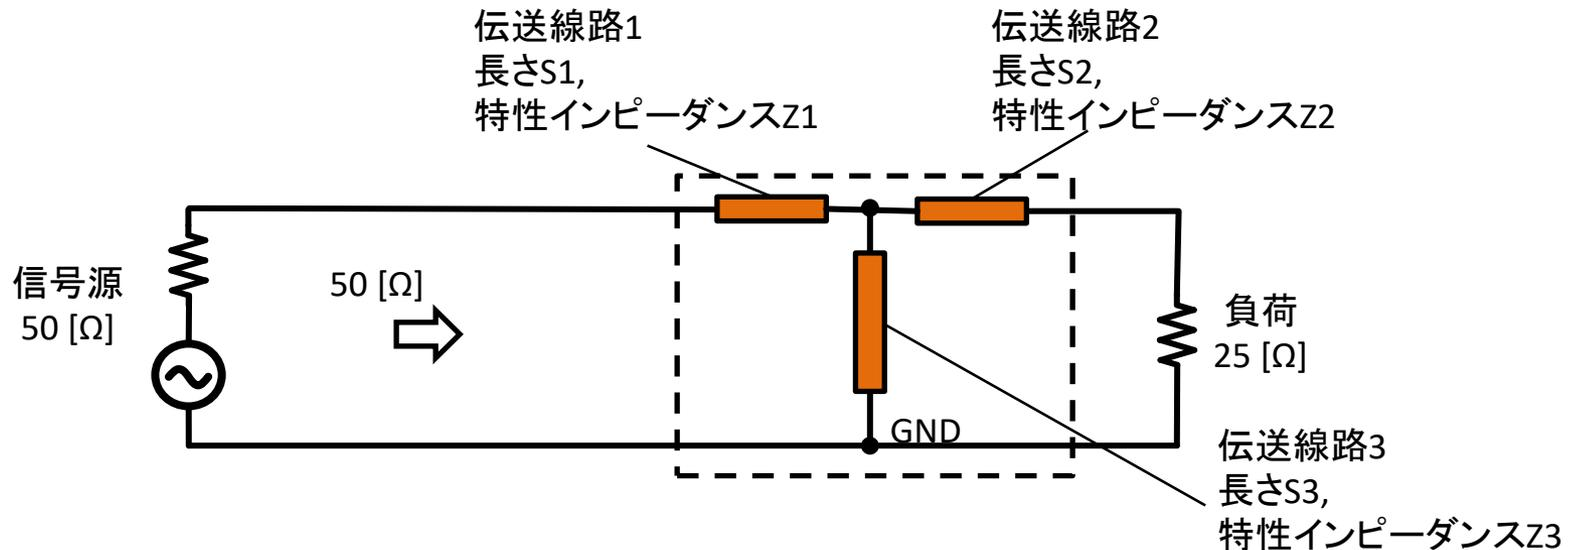 伝送線路1
長さS1,
特性インピーダンスZ1
伝送線路2
長さS2,
特性インピーダンスZ2
信号源
50 [Ω]
50 [Ω]
負荷
25 [Ω]
GND
伝送線路3
長さS3,
特性インピーダンスZ3